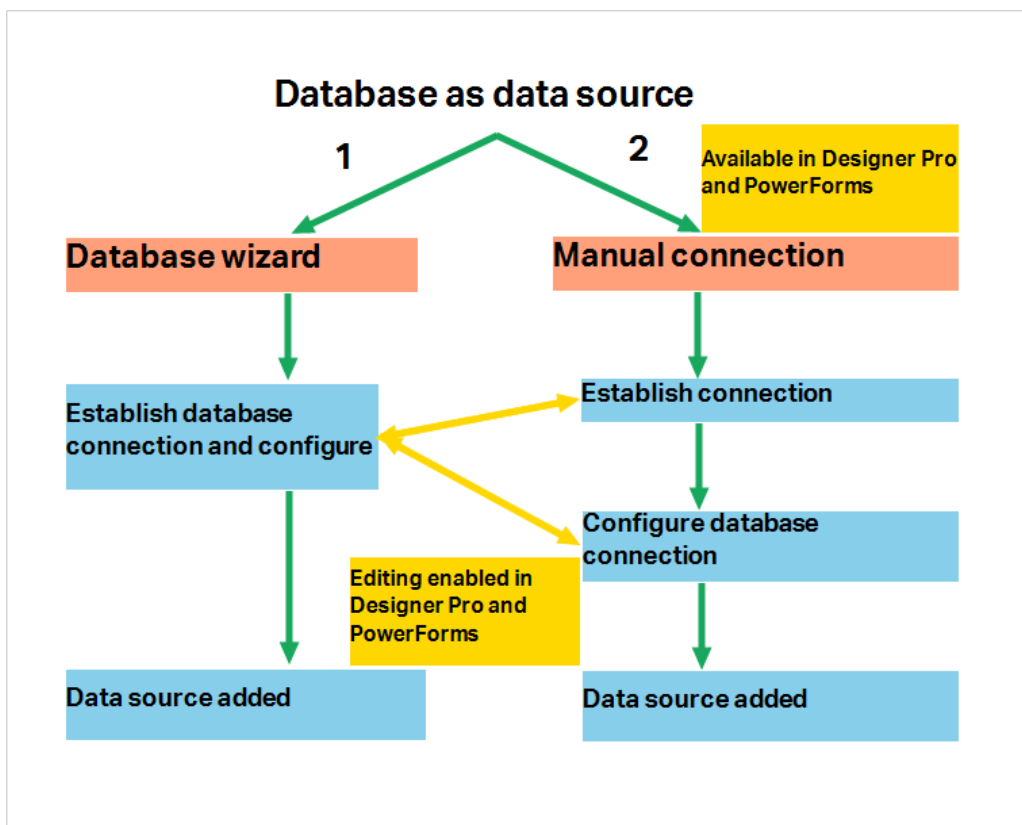 Database as data source
1
2
Available in Designer Pro
and PowerForms
Database wizard
Manual connection
Establish database
connection and configure
Establish connection
Configure database
connection
Editing enabled in
Designer Pro and
PowerForms
Data source added
Data source added